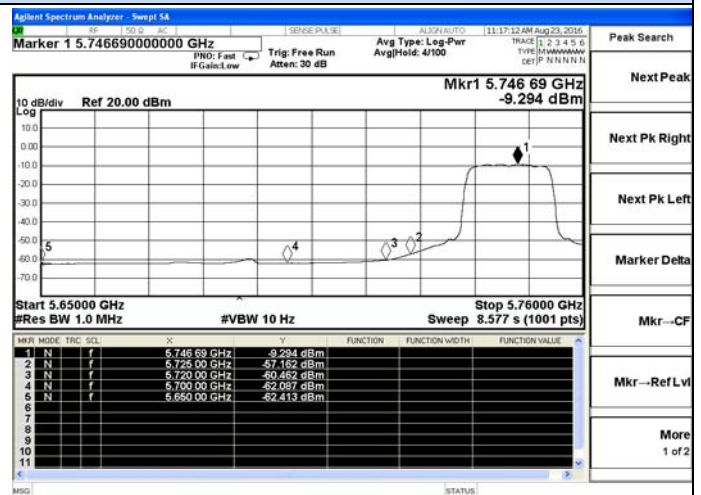 Agilent Spectrum Analyzer - Swept SA
RF 50 Ω AC SENSE:PULSE ALIGN AUTO 11:17:12 AM Aug 23, 2016
Marker 1 5.746690000000 GHz Avg Type: Log-Pwr TRACE 1 2 3 4 5 6
PNO: Fast Trig: Free Run Avg|Hold: 4/100 TYPE MWWWWW
IFGain:Low Atten: 30 dB DET P N N N N N
Mkr1 5.746 69 GHz
10 dB/div Ref 20.00 dBm -9.294 dBm
Log
10.0
0.00
-10.0
-20.0
-30.0
-40.0
-50.0
-60.0
-70.0
1
2
3
4
5
Start 5.65000 GHz Stop 5.76000 GHz
#Res BW 1.0 MHz #VBW 10 Hz Sweep 8.577 s (1001 pts)
MKR MODE TRC SCL X Y FUNCTION FUNCTION WIDTH FUNCTION VALUE
1 N f 5.746 69 GHz -9.294 dBm
2 N f 5.725 00 GHz -57.162 dBm
3 N f 5.720 00 GHz -60.462 dBm
4 N f 5.700 00 GHz -62.087 dBm
5 N f 5.650 00 GHz -62.413 dBm
6
7
8
9
10
11
MSG STATUS
Peak Search
Next Peak
Next Pk Right
Next Pk Left
Marker Delta
Mkr→CF
Mkr→Ref Lvl
More
1 of 2